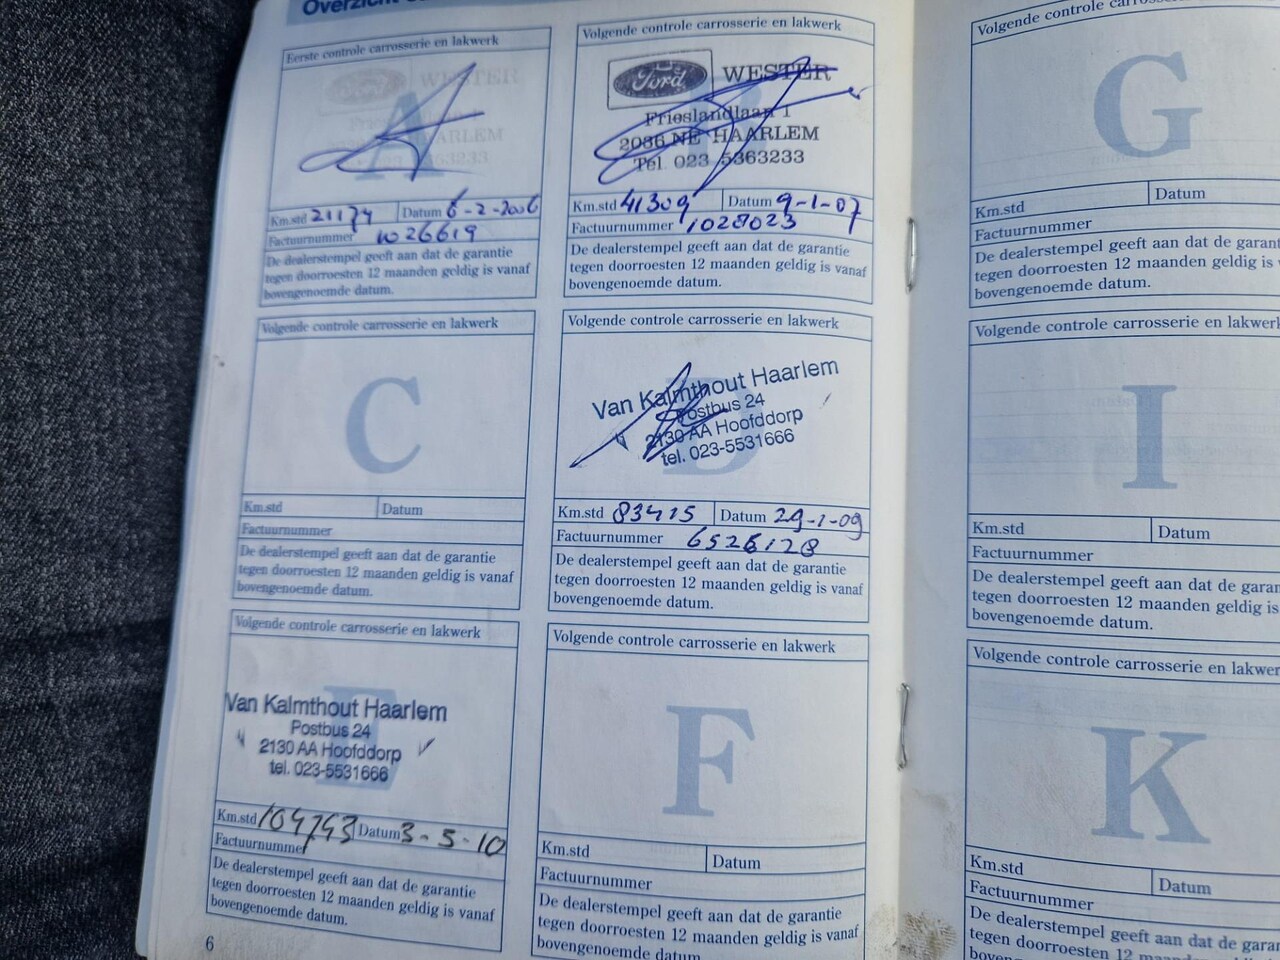 Overzicht
Eerste controle carrosserie en lakwerk
Ford WESTER
A
HAARLEM
Km.std 21174 Datum 6-2-2006
Factuurnummer 1026619
De dealerstempel geeft aan dat de garantie
tegen doorroesten 12 maanden geldig is vanaf
bovengenoemde datum.
Volgende controle carrosserie en lakwerk
Ford WESTER
B
Frieslandlaan 1
2036 NE HAARLEM
Tel. 023 5363233
Km.std 41309 Datum 9-1-07
Factuurnummer 1028023
De dealerstempel geeft aan dat de garantie
tegen doorroesten 12 maanden geldig is vanaf
bovengenoemde datum.
Volgende controle carrosserie en lakwerk
C
Km.std Datum
Factuurnummer
De dealerstempel geeft aan dat de garantie
tegen doorroesten 12 maanden geldig is vanaf
bovengenoemde datum.
Volgende controle carrosserie en lakwerk
D
Van Kalmthout Haarlem
Postbus 24
2130 AA Hoofddorp
tel. 023-5531666
Km.std 83415 Datum 29-1-09
Factuurnummer 6526128
De dealerstempel geeft aan dat de garantie
tegen doorroesten 12 maanden geldig is vanaf
bovengenoemde datum.
Volgende controle carrosserie en lakwerk
E
Van Kalmthout Haarlem
Postbus 24
2130 AA Hoofddorp
tel. 023-5531666
Km.std 104743 Datum 3-5-10
Factuurnummer
De dealerstempel geeft aan dat de garantie
tegen doorroesten 12 maanden geldig is vanaf
bovengenoemde datum.
Volgende controle carrosserie en lakwerk
F
Km.std Datum
Factuurnummer
De dealerstempel geeft aan dat de garantie
tegen doorroesten 12 maanden geldig is vanaf
bovengenoemde datum.
6
Volgende controle carrosserie en
G
Km.std Datum
Factuurnummer
De dealerstempel geeft aan dat de garan
tegen doorroesten 12 maanden geldig is
bovengenoemde datum.
Volgende controle carrosserie en lakwerk
I
Km.std Datum
Factuurnummer
De dealerstempel geeft aan dat de garan
tegen doorroesten 12 maanden geldig is
bovengenoemde datum.
Volgende controle carrosserie en lakwer
K
Km.std Datum
Factuurnummer
De dealerstempel geeft aan dat de gara
tegen doorroesten 12 maanden geldig
bovengenoemde datum.